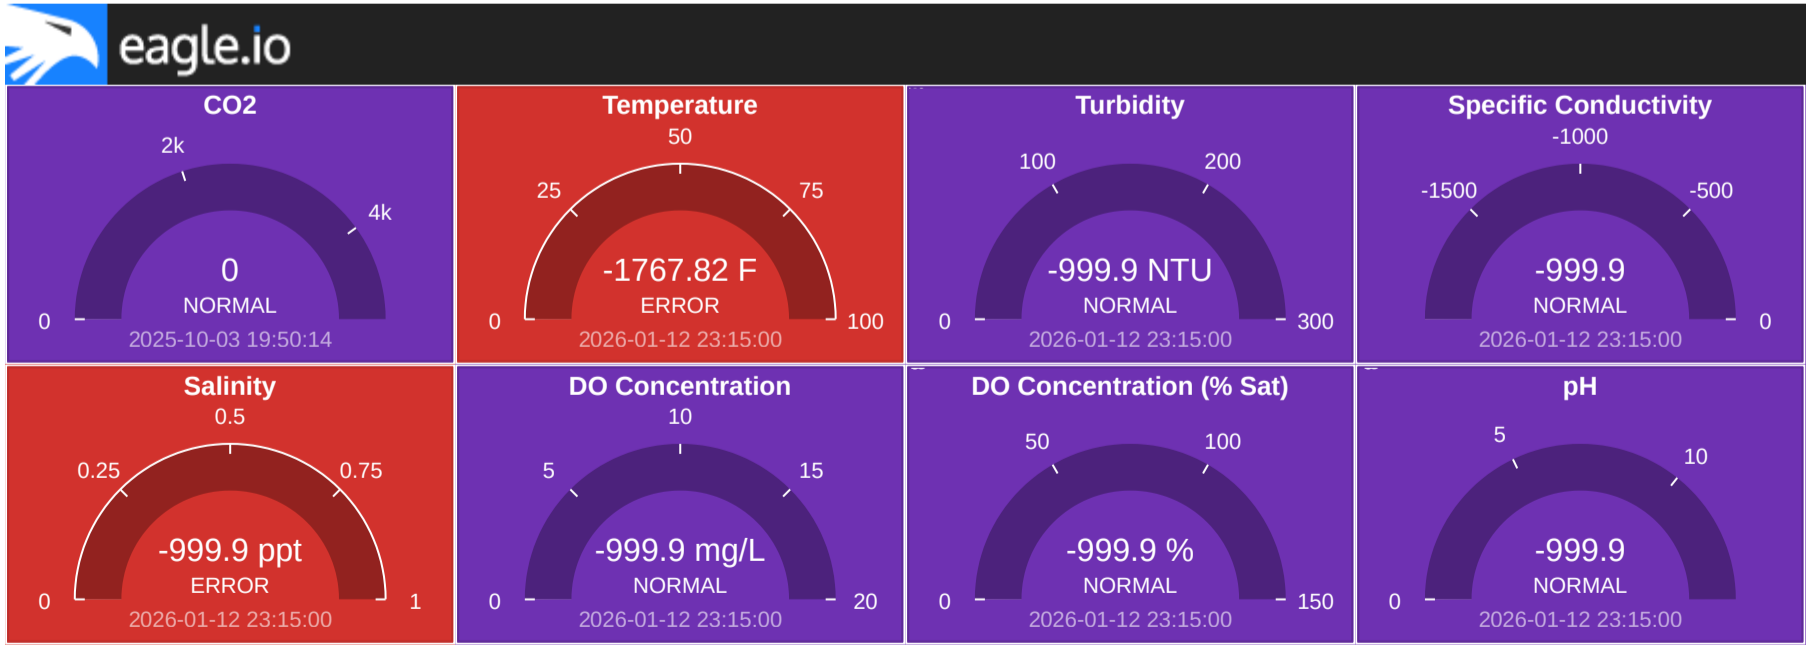 eagle.io
CO2
2k
4k
0
NORMAL
0
2025-10-03 19:50:14
Temperature
50
25
75
-1767.82 F
ERROR
0
100
2026-01-12 23:15:00
Turbidity
100
200
-999.9 NTU
NORMAL
0
300
2026-01-12 23:15:00
Specific Conductivity
-1000
-1500
-500
-999.9
NORMAL
0
2026-01-12 23:15:00
Salinity
0.5
0.25
0.75
-999.9 ppt
ERROR
0
1
2026-01-12 23:15:00
DO Concentration
10
5
15
-999.9 mg/L
NORMAL
0
20
2026-01-12 23:15:00
DO Concentration (% Sat)
50
100
-999.9 %
NORMAL
0
150
2026-01-12 23:15:00
pH
5
10
-999.9
NORMAL
0
2026-01-12 23:15:00